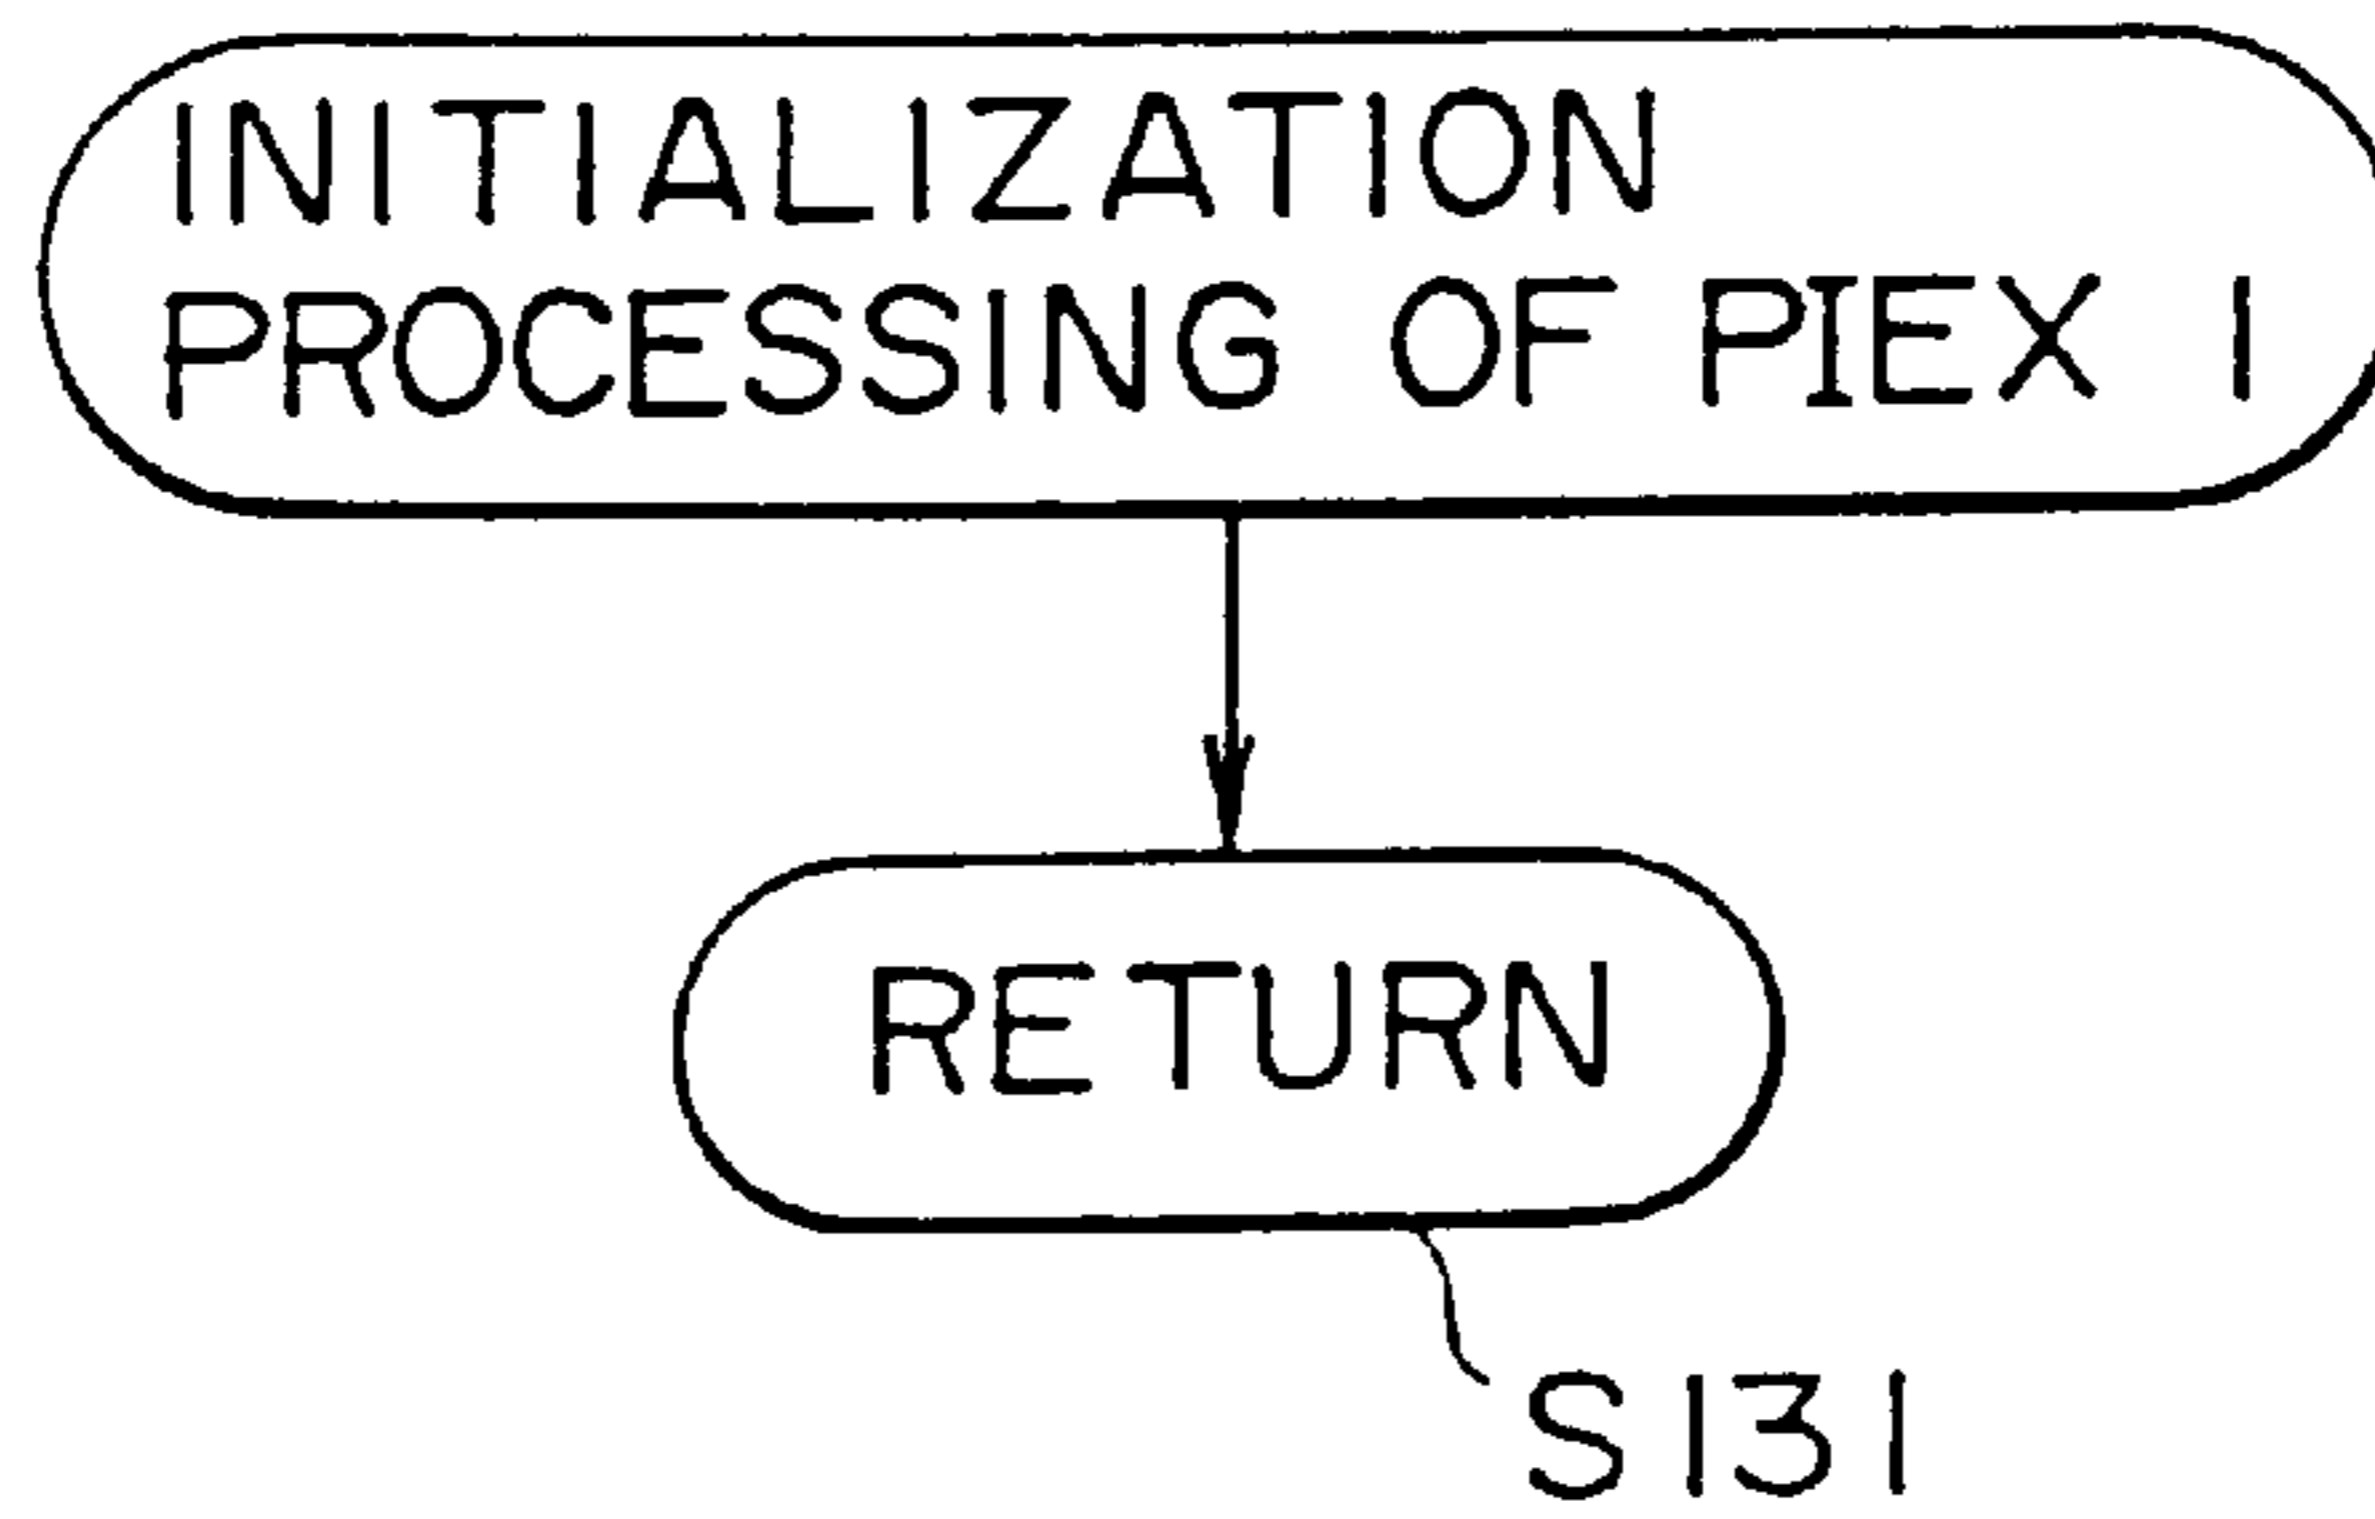 INITIALIZATION
PROCESSING OF PIEX 1
RETURN
S131